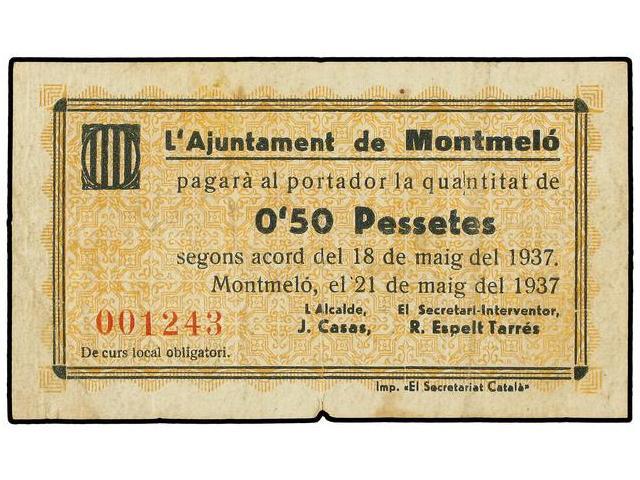 L'Ajuntament de Montmeló
pagarà al portador la quantitat de
0'50 Pessetes
segons acord del 18 de maig del 1937.
Montmeló, el 21 de maig del 1937
L'Alcalde, El Secretari-Interventor,
001243 J. Casas, R. Espelt Tarrés
De curs local obligatori.
Imp. «El Secretariat Català»